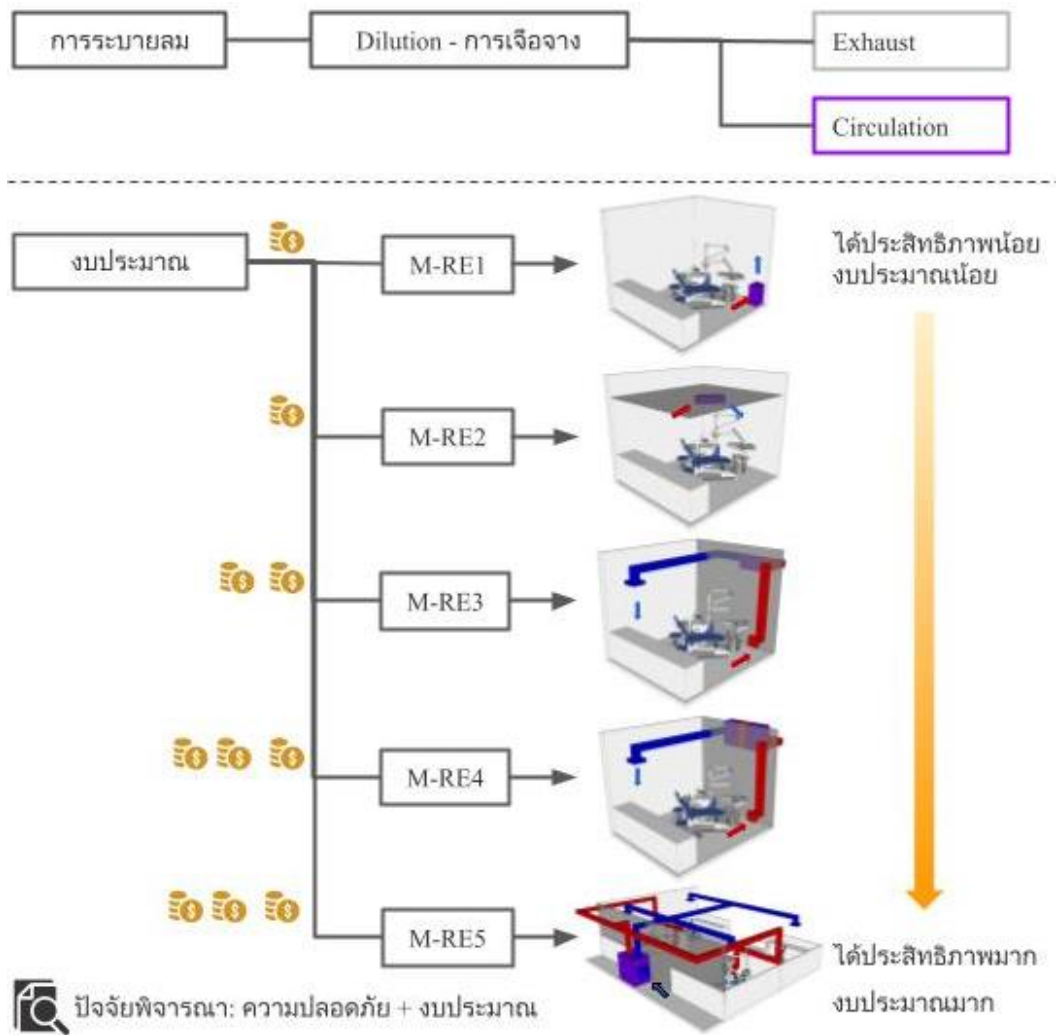 การระบายลม
Dilution - การเจือจาง
Exhaust
Circulation
งบประมาณ
M-RE1
ได้ประสิทธิภาพน้อย
งบประมาณน้อย
M-RE2
M-RE3
M-RE4
M-RE5
ได้ประสิทธิภาพมาก
งบประมาณมาก
ปัจจัยพิจารณา: ความปลอดภัย + งบประมาณ